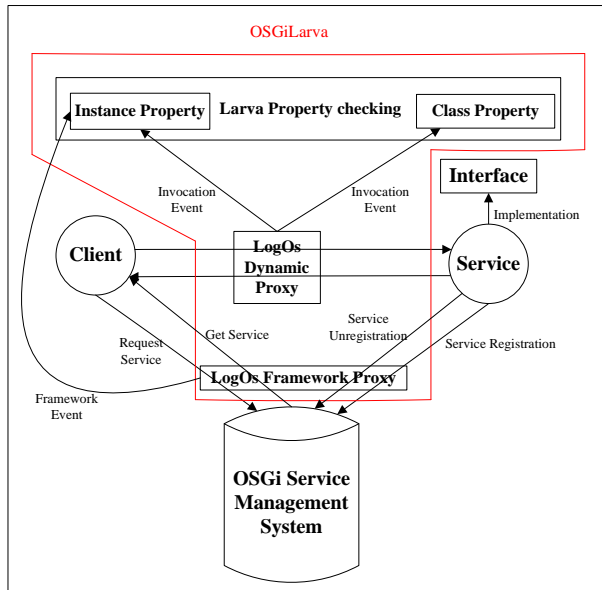 OSGiLarva
Instance Property
Larva Property checking
Class Property
Interface
Invocation
Event
Invocation
Event
Implementation
Client
LogOs
Dynamic
Proxy
Service
Request
Service
Get Service
Service
Unregistration
Service Registration
LogOs Framework Proxy
Framework
Event
OSGi Service
Management
System